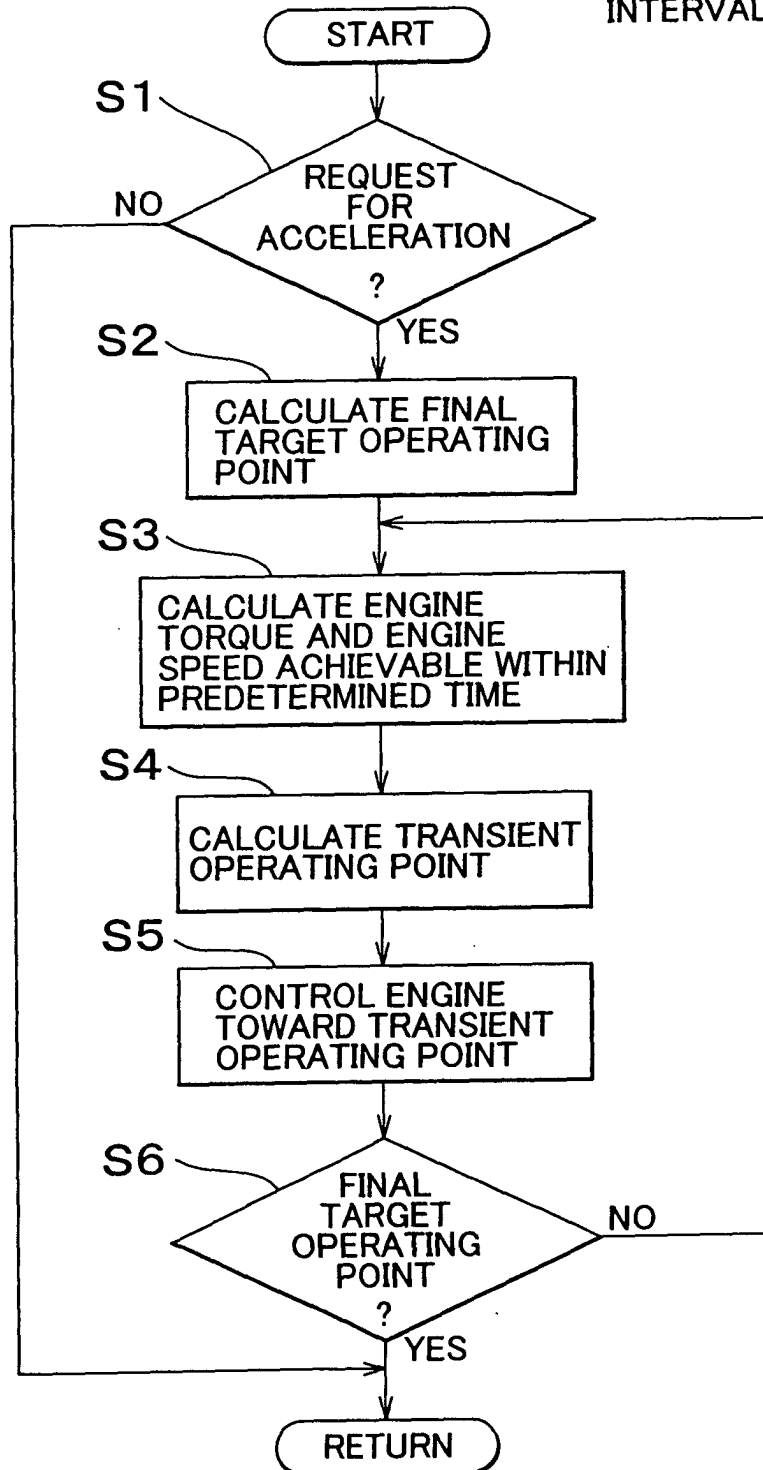 INTERVAL
START
S1
REQUEST
FOR
ACCELERATION
?
NO
YES
S2
CALCULATE FINAL
TARGET OPERATING
POINT
S3
CALCULATE ENGINE
TORQUE AND ENGINE
SPEED ACHIEVABLE WITHIN
PREDETERMINED TIME
S4
CALCULATE TRANSIENT
OPERATING POINT
S5
CONTROL ENGINE
TOWARD TRANSIENT
OPERATING POINT
S6
FINAL
TARGET
OPERATING
POINT
?
NO
YES
RETURN